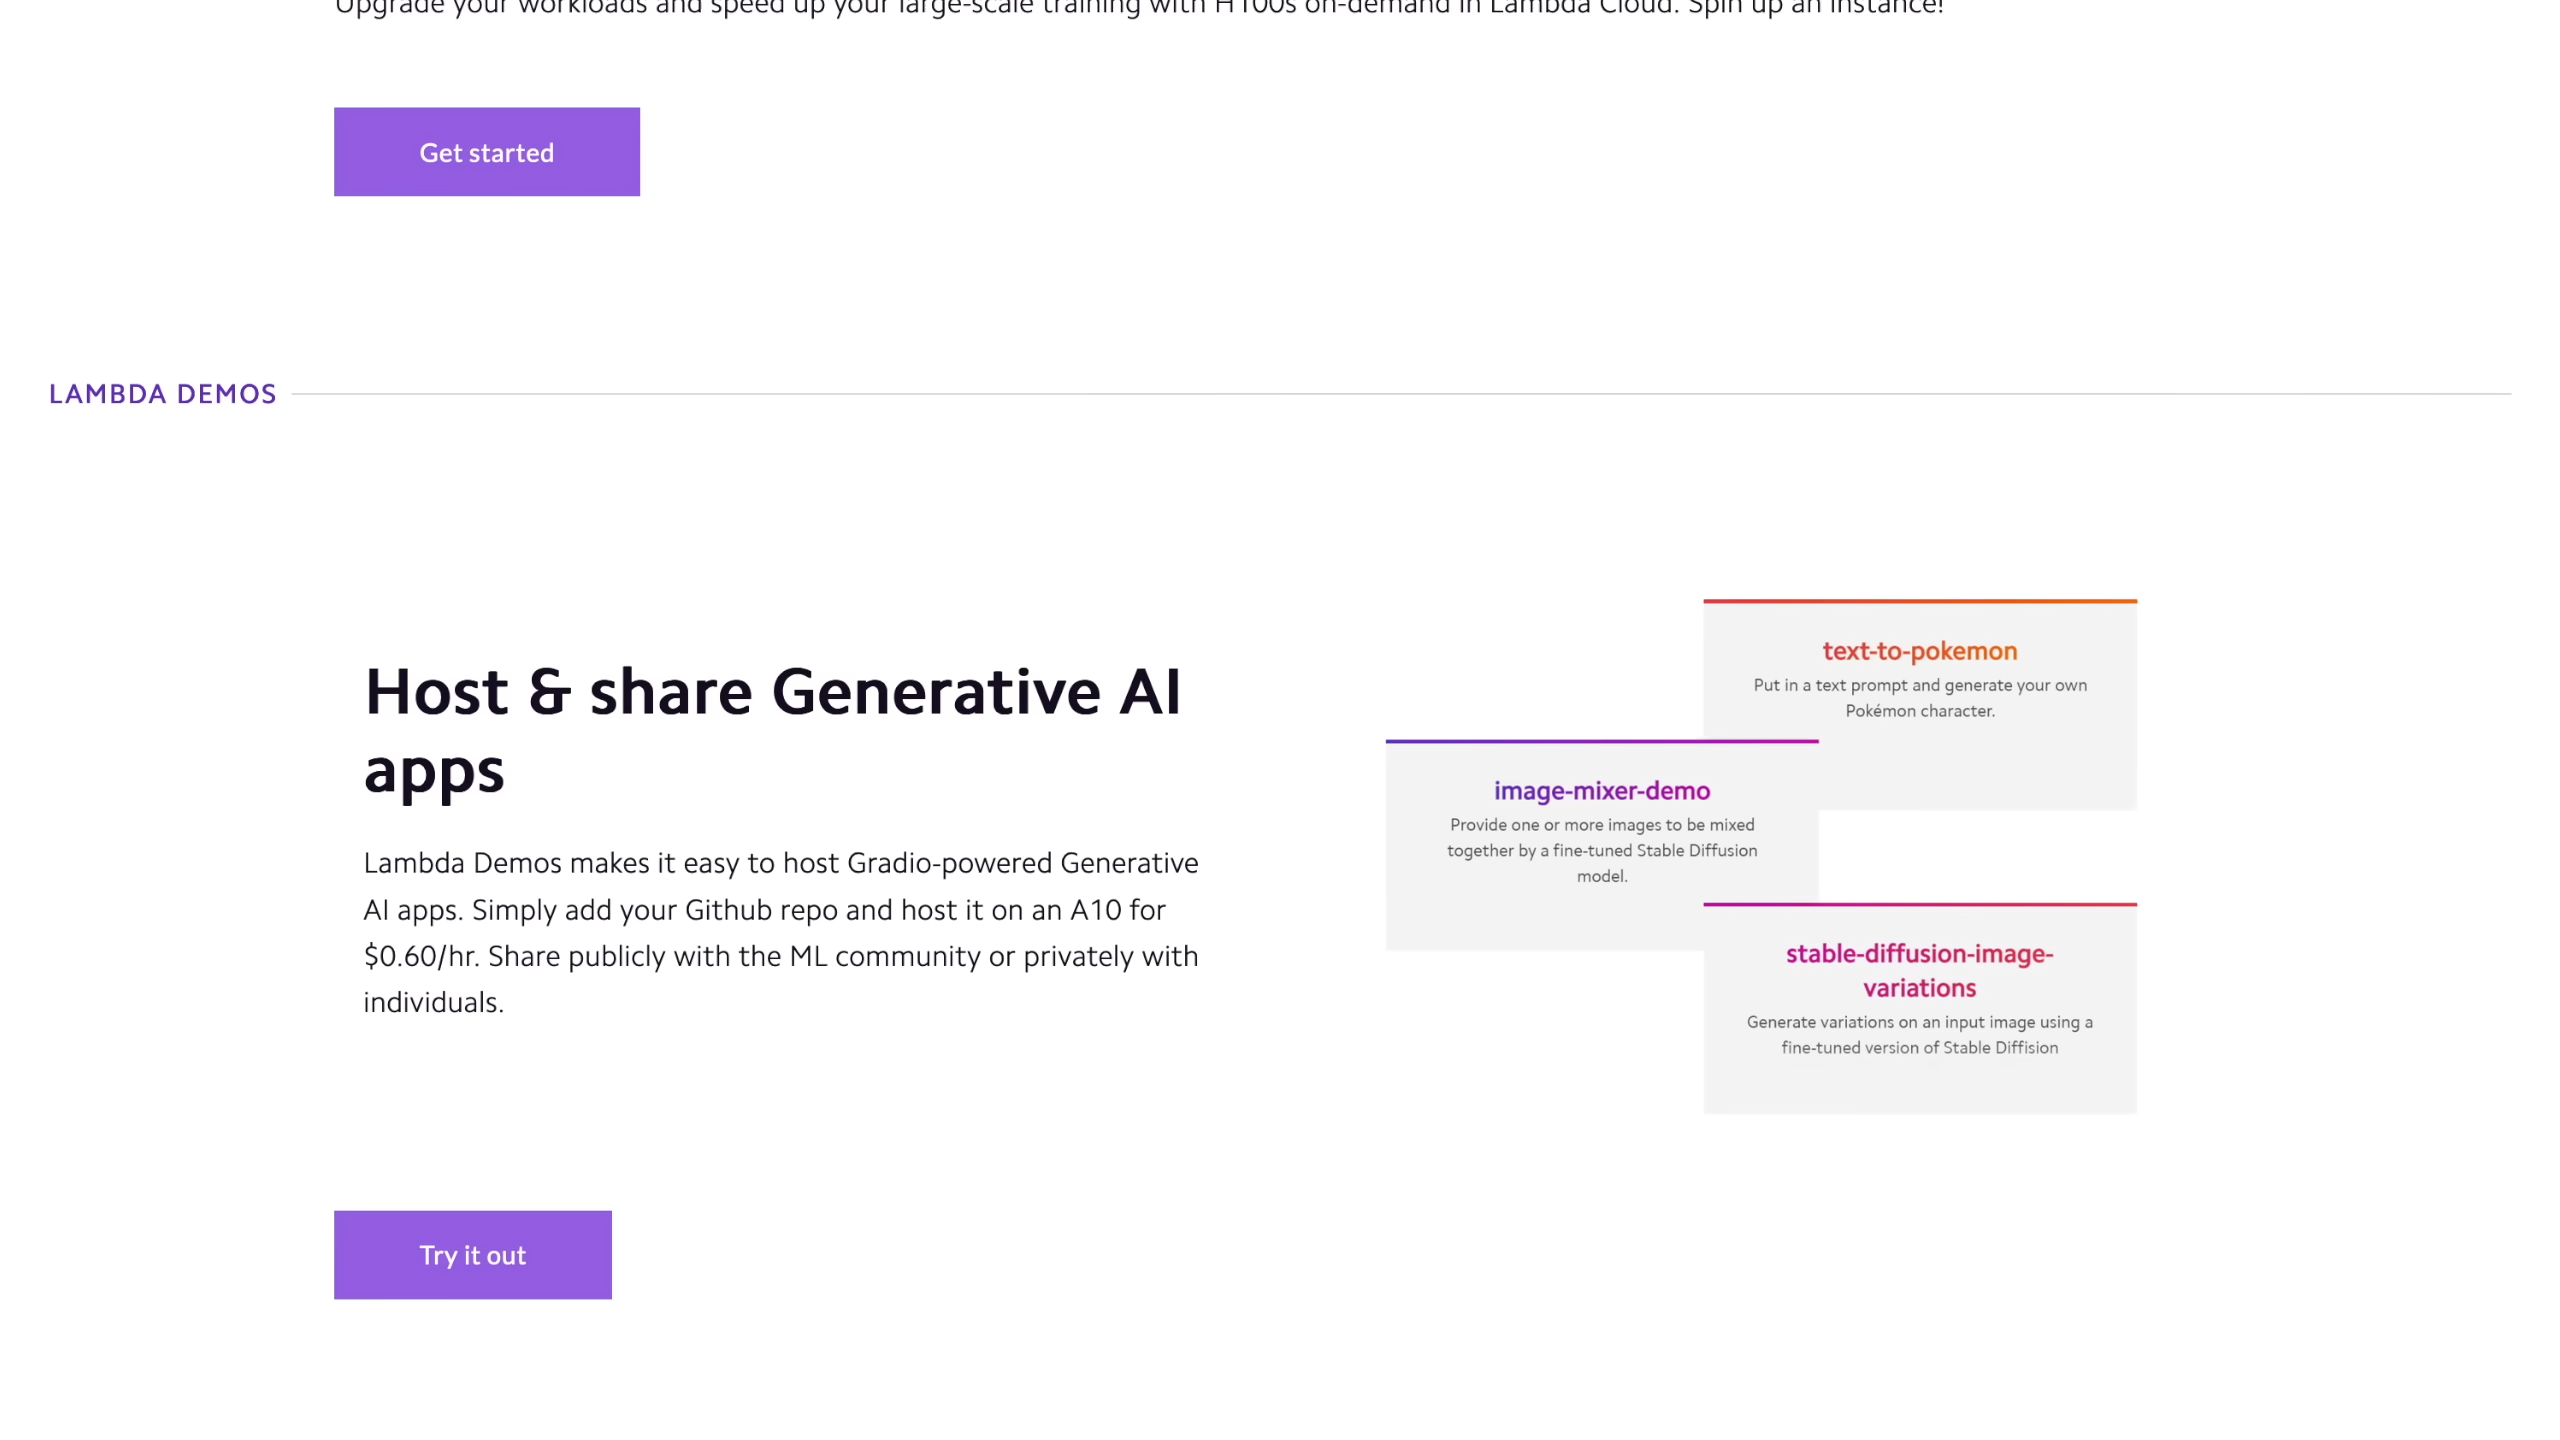 Upgrade your workloads and speed up your large-scale training with H100s on-demand in Lambda Cloud. Spin up an instance!
Get started
LAMBDA DEMOS
Host & share Generative AI
apps
Lambda Demos makes it easy to host Gradio-powered Generative
AI apps. Simply add your Github repo and host it on an A10 for
$0.60/hr. Share publicly with the ML community or privately with
individuals.
Try it out
text-to-pokemon
Put in a text prompt and generate your own
Pokémon character.
image-mixer-demo
Provide one or more images to be mixed
together by a fine-tuned Stable Diffusion
model.
stable-diffusion-image-
variations
Generate variations on an input image using a
fine-tuned version of Stable Diffision